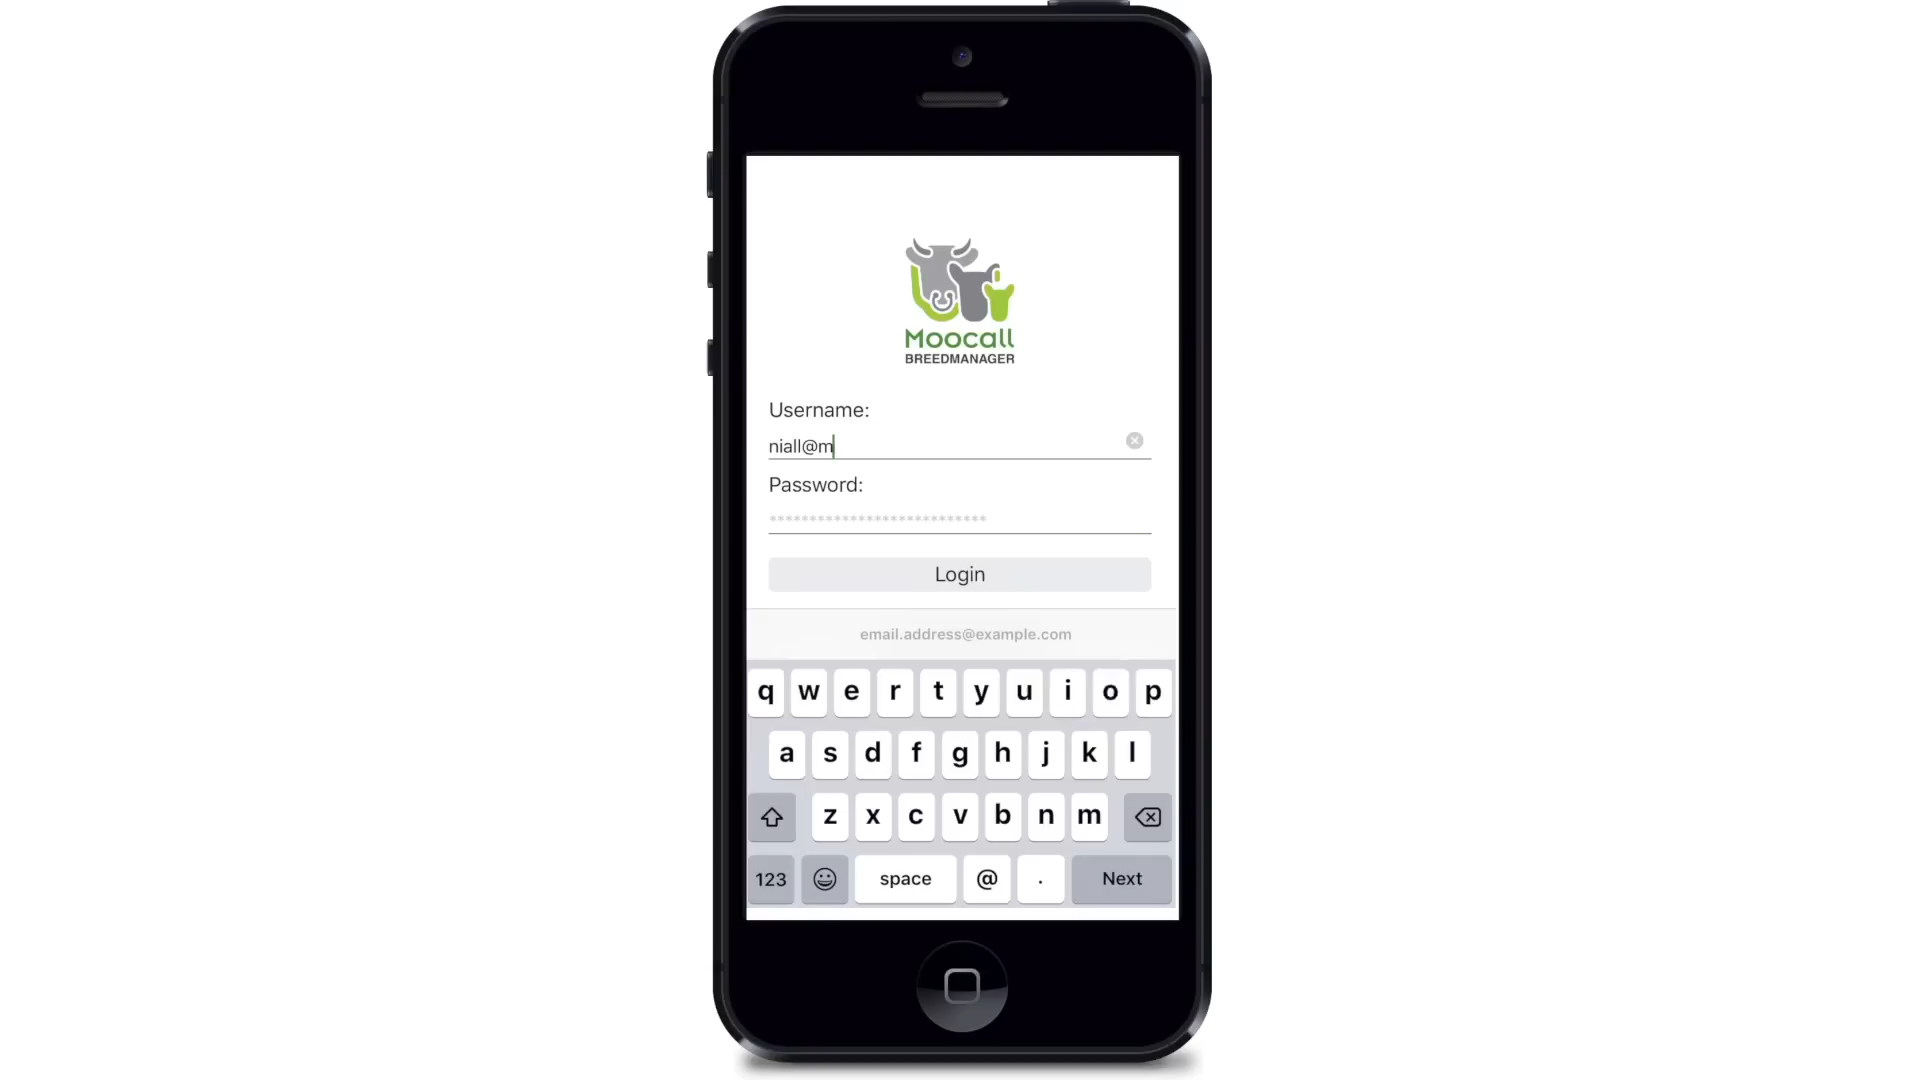 Moocall
BREEDMANAGER
Username:
niall@m
Password:
***************************
Login
email.address@example.com
q w e r t y u i o p
a s d f g h j k l
z x c v b n m
123 space @ . Next